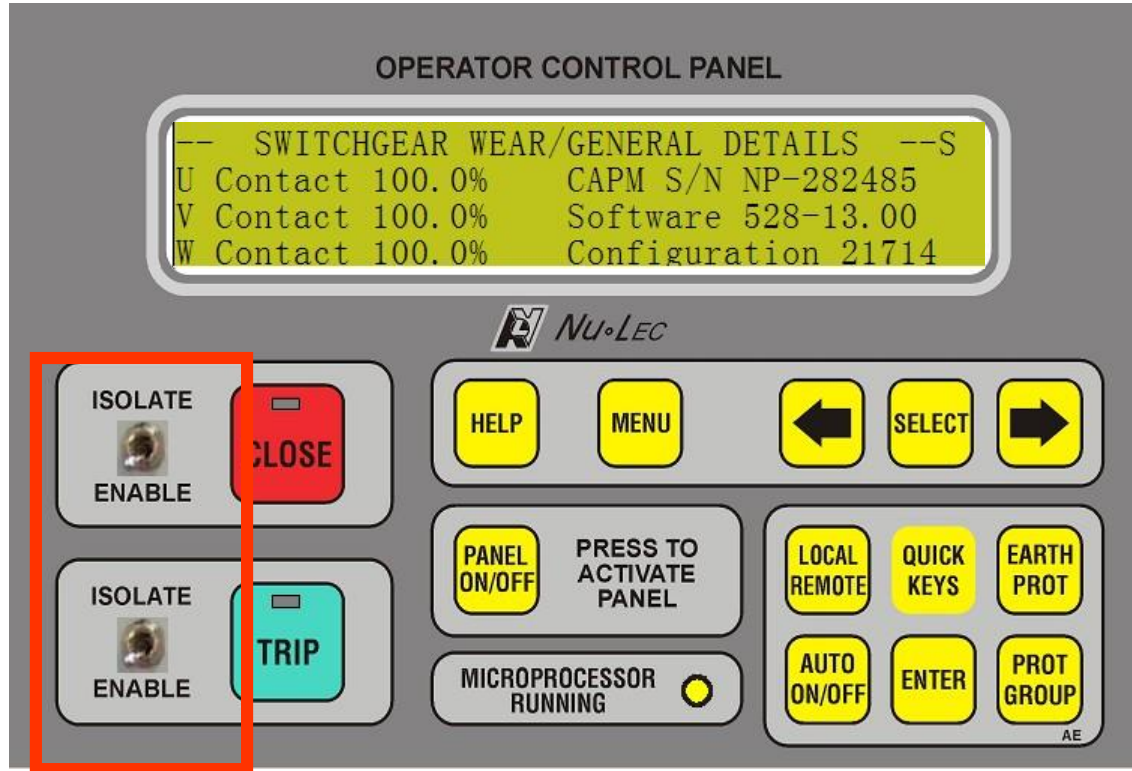 OPERATOR CONTROL PANEL
-- SWITCHGEAR WEAR/GENERAL DETAILS --S
U Contact 100.0% CAPM S/N NP-282485
V Contact 100.0% Software 528-13.00
W Contact 100.0% Configuration 21714
Nu•Lec
ISOLATE
ENABLE
CLOSE
HELP
MENU
SELECT
ISOLATE
ENABLE
TRIP
PANEL
ON/OFF
PRESS TO
ACTIVATE
PANEL
MICROPROCESSOR
RUNNING
LOCAL
REMOTE
QUICK
KEYS
EARTH
PROT
AUTO
ON/OFF
ENTER
PROT
GROUP
AE